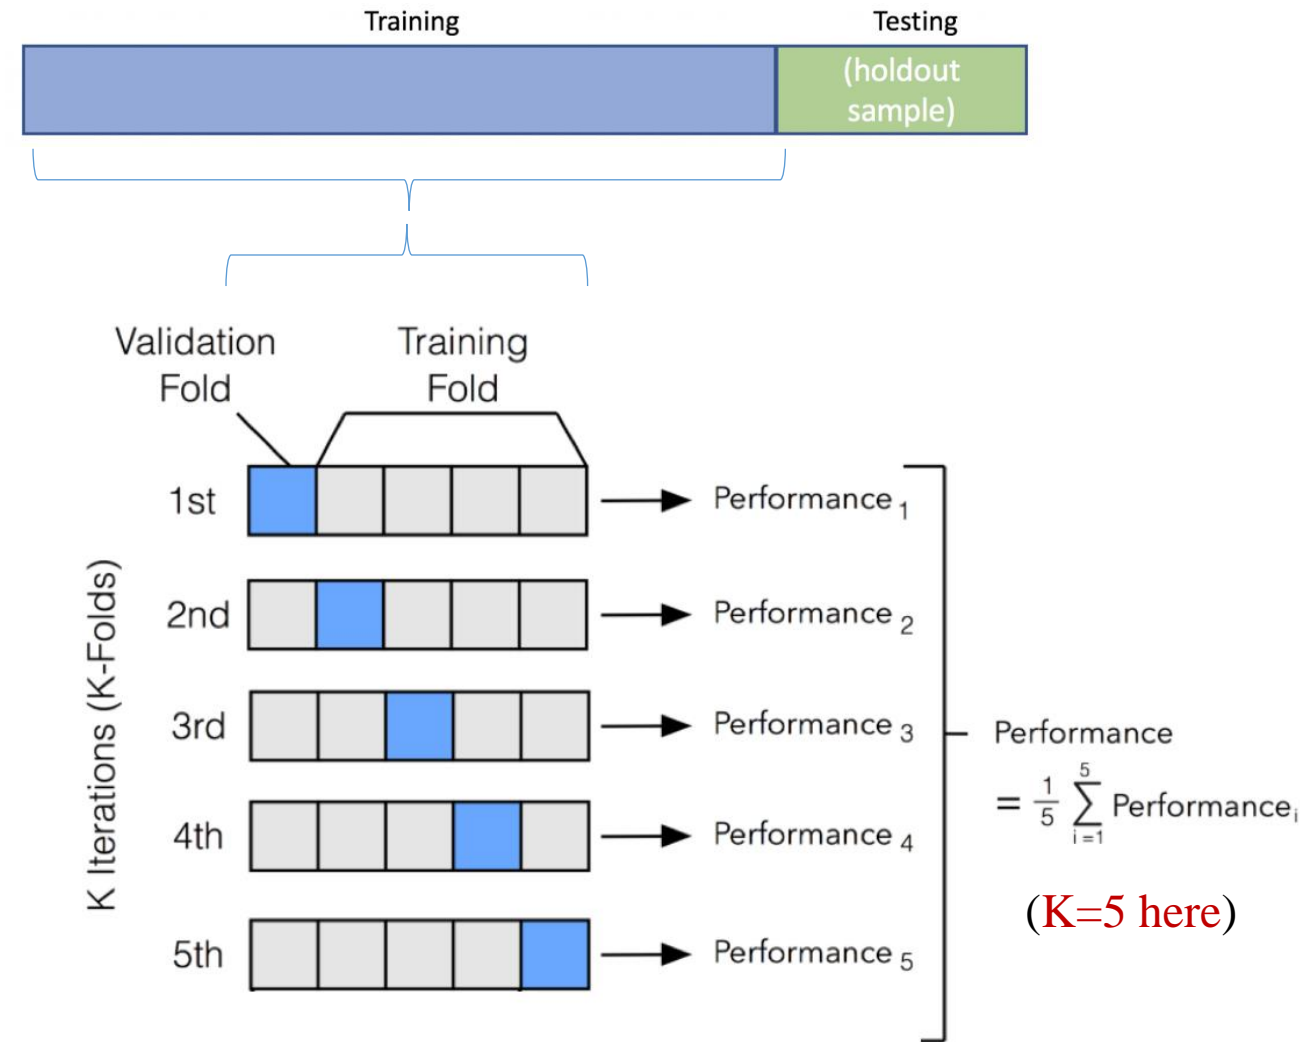 Training
Testing
(holdout
sample)
Validation
Fold
Training
Fold
K Iterations (K-Folds)
1st
Performance 1
2nd
Performance 2
3rd
Performance 3
4th
Performance 4
5th
Performance 5
Performance
= 1/5 5∑i=1 Performance i
(K=5 here)